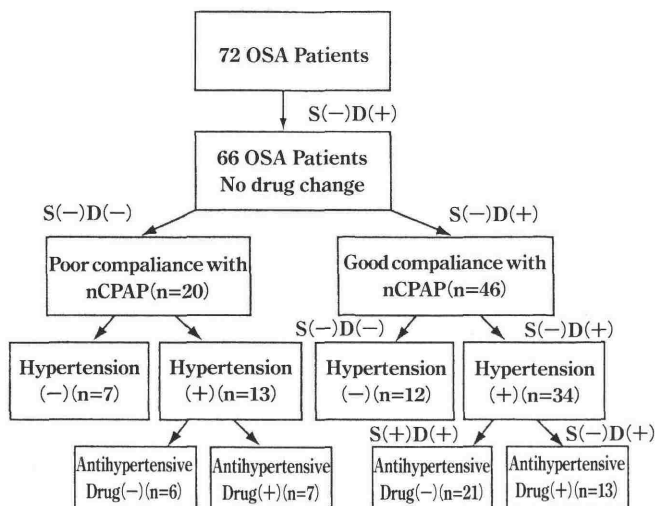 72 OSA Patients
S(−)D(+)
66 OSA Patients
No drug change
S(−)D(−)
S(−)D(+)
Poor compaliance with
nCPAP(n=20)
Good compaliance with
nCPAP(n=46)
S(−)D(−)
S(−)D(+)
Hypertension
(−)(n=7)
Hypertension
(+)(n=13)
Hypertension
(−)(n=12)
Hypertension
(+)(n=34)
S(+)D(+)
S(−)D(+)
Antihypertensive
Drug(−)(n=6)
Antihypertensive
Drug(+)(n=7)
Antihypertensive
Drug(−)(n=21)
Antihypertensive
Drug(+)(n=13)